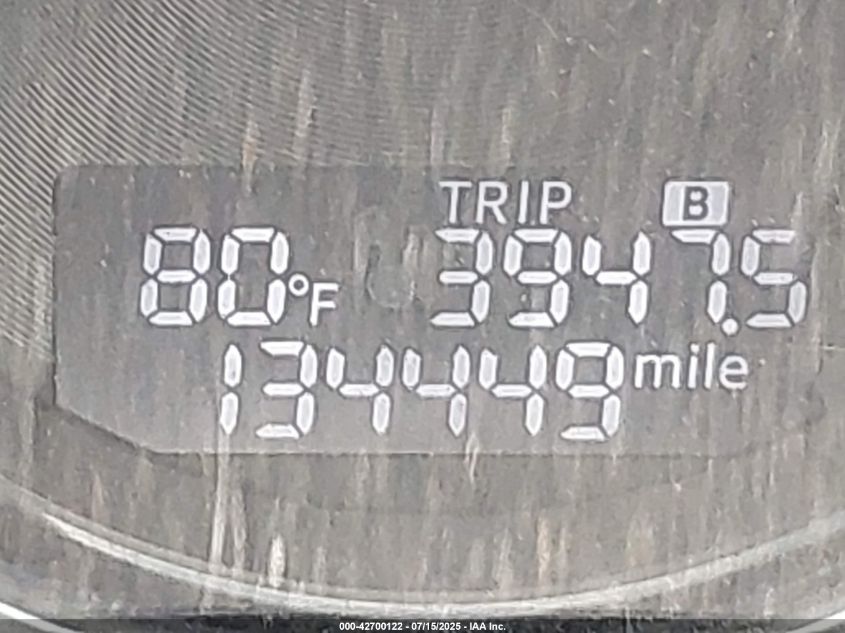 TRIP B
80°F 3947.5
134449 mile
000-42700122 - 07/15/2025 - IAA Inc.